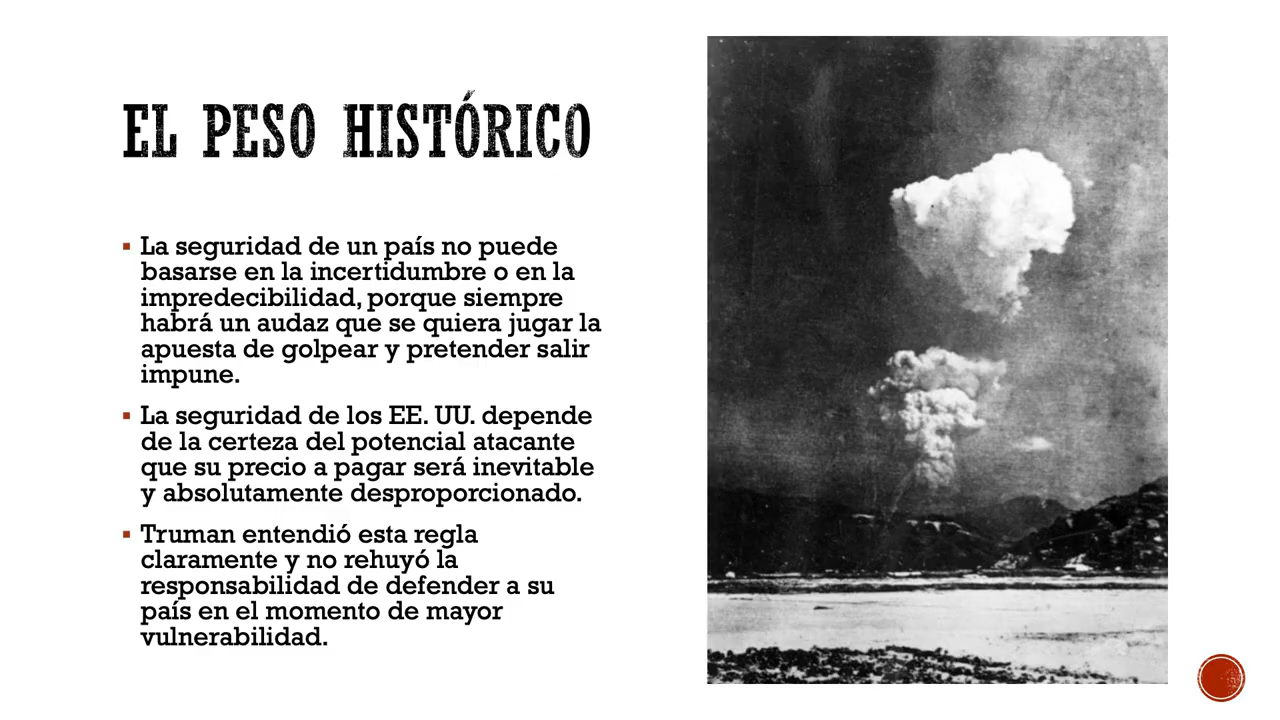 EL PESO HISTÓRICO
▪ La seguridad de un país no puede
basarse en la incertidumbre o en la
impredecibilidad, porque siempre
habrá un audaz que se quiera jugar la
apuesta de golpear y pretender salir
impune.
▪ La seguridad de los EE. UU. depende
de la certeza del potencial atacante
que su precio a pagar será inevitable
y absolutamente desproporcionado.
▪ Truman entendió esta regla
claramente y no rehuyó la
responsabilidad de defender a su
país en el momento de mayor
vulnerabilidad.